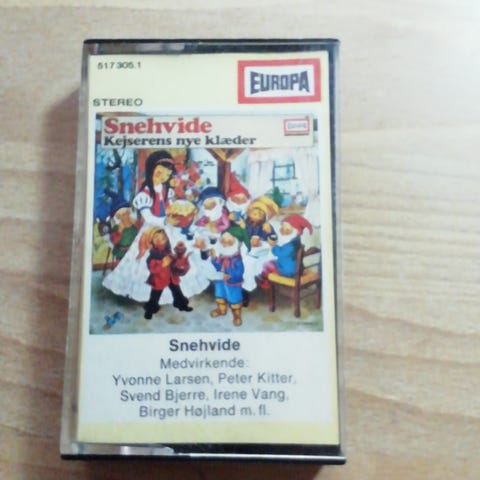 517 305.1
EUROPA
STEREO
Snehvide
Kejserens nye klæder
Snehvide
Medvirkende:
Yvonne Larsen, Peter Kitter,
Svend Bjerre, Irene Vang,
Birger Højland m. fl.